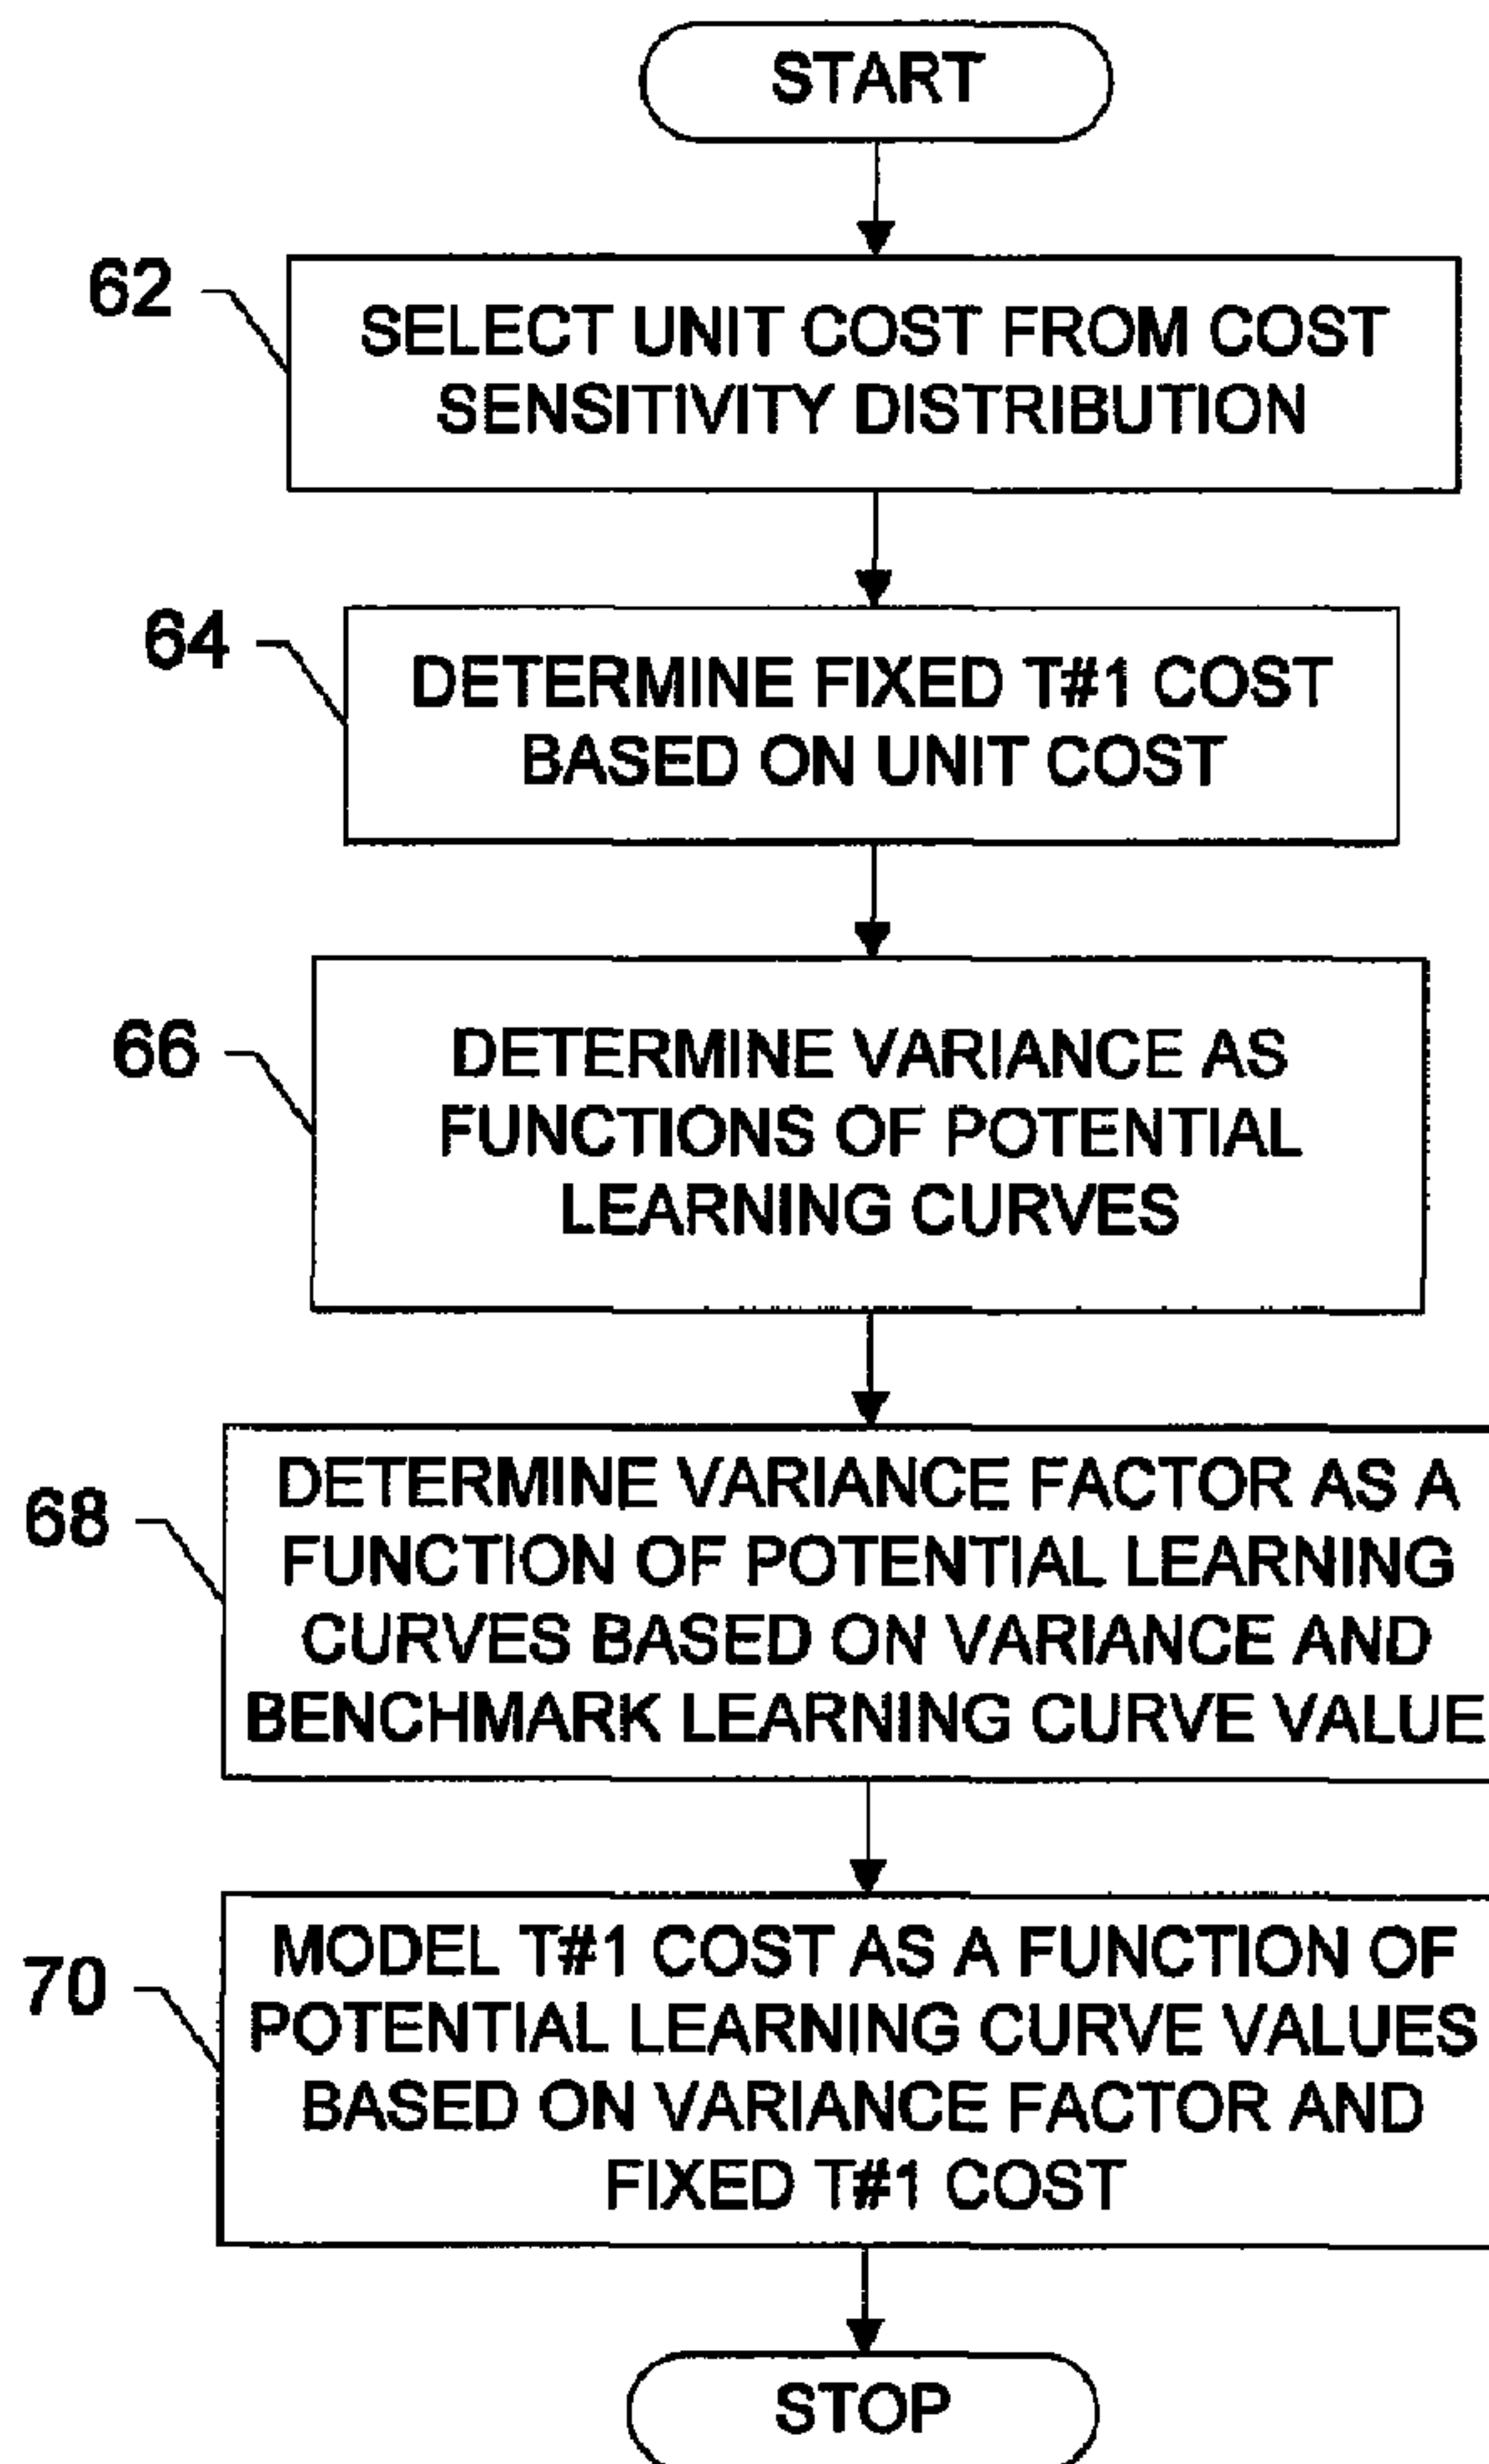 START
62
SELECT UNIT COST FROM COST
SENSITIVITY DISTRIBUTION
64
DETERMINE FIXED T#1 COST
BASED ON UNIT COST
66
DETERMINE VARIANCE AS
FUNCTIONS OF POTENTIAL
LEARNING CURVES
68
DETERMINE VARIANCE FACTOR AS A
FUNCTION OF POTENTIAL LEARNING
CURVES BASED ON VARIANCE AND
BENCHMARK LEARNING CURVE VALUE
70
MODEL T#1 COST AS A FUNCTION OF
POTENTIAL LEARNING CURVE VALUES
BASED ON VARIANCE FACTOR AND
FIXED T#1 COST
STOP